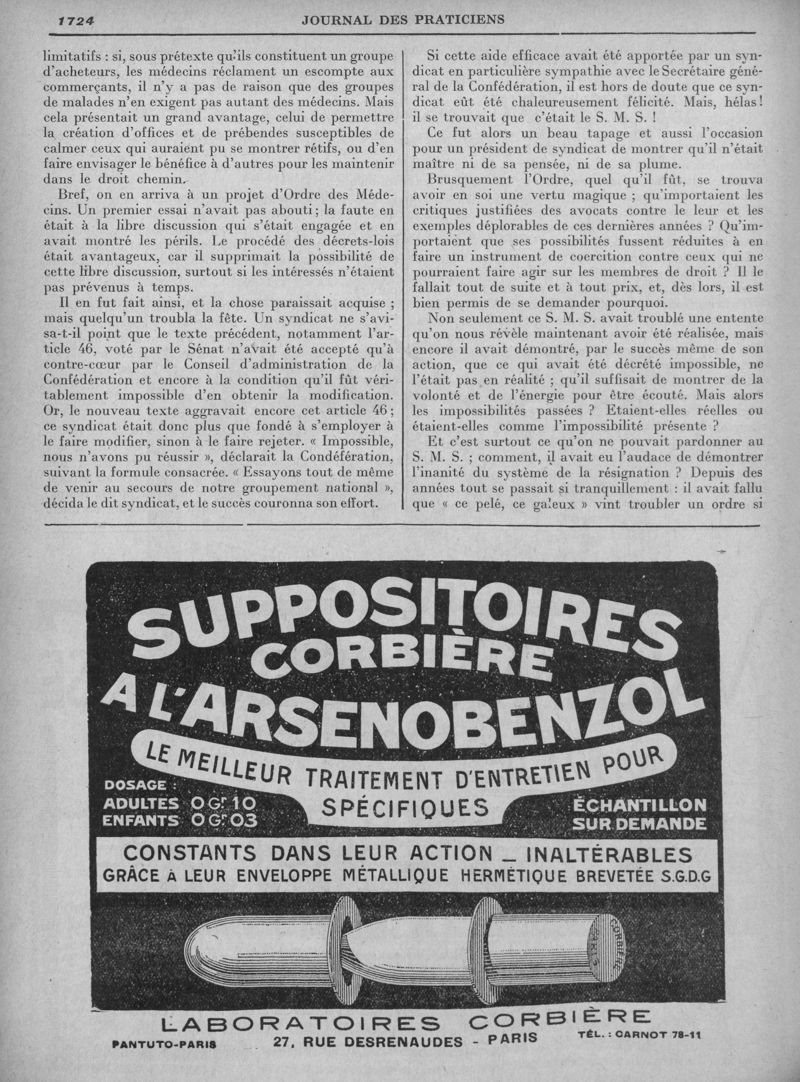 1724
JOURNAL DES PRATICIENS
limitatifs : si, sous prétexte qu'ils constituent un groupe
d'acheteurs, les médecins réclament un escompte aux
commerçants, il n'y a pas de raison que des groupes
de malades n'en exigent pas autant des médecins. Mais
cela présentait un grand avantage, celui de permettre
la création d'offices et de prébendes susceptibles de
calmer ceux qui auraient pu se montrer rétifs, ou d'en
faire envisager le bénéfice à d'autres pour les maintenir
dans le droit chemin.
Bref, on en arriva à un projet d'Ordre des Méde-
cins. Un premier essai n'avait pas abouti ; la faute en
était à la libre discussion qui s'était engagée et en
avait montré les périls. Le procédé des décrets-lois
était avantageux, car il supprimait la possibilité de
cette libre discussion, surtout si les intéressés n'étaient
pas prévenus à temps.
Il en fut fait ainsi, et la chose paraissait acquise ;
mais quelqu'un troubla la fête. Un syndicat ne s'avi-
sa-t-il point que le texte précédent, notamment l'ar-
ticle 46, voté par le Sénat n'avait été accepté qu'à
contre-cœur par le Conseil d'administration de la
Confédération et encore à la condition qu'il fût véri-
tablement impossible d'en obtenir la modification.
Or, le nouveau texte aggravait encore cet article 46 ;
ce syndicat était donc plus que fondé à s'employer à
le faire modifier, sinon à le faire rejeter. « Impossible,
nous n'avons pu réussir », déclarait la Condéfération,
suivant la formule consacrée. « Essayons tout de même
de venir au secours de notre groupement national »,
décida le dit syndicat, et le succès couronna son effort.
Si cette aide efficace avait été apportée par un syn-
dicat en particulière sympathie avec le Secrétaire géné-
ral de la Confédération, il est hors de doute que ce syn-
dicat eût été chaleureusement félicité. Mais, hélas !
il se trouvait que c'était le S. M. S. !
Ce fut alors un beau tapage et aussi l'occasion
pour un président de syndicat de montrer qu'il n'était
maître ni de sa pensée, ni de sa plume.
Brusquement l'Ordre, quel qu'il fût, se trouva
avoir en soi une vertu magique ; qu'importaient les
critiques justifiées des avocats contre le leur et les
exemples déplorables de ces dernières années ? Qu'im-
portaient que ses possibilités fussent réduites à en
faire un instrument de coercition contre ceux qui ne
pourraient faire agir sur les membres de droit ? Il le
fallait tout de suite et à tout prix, et, dès lors, il est
bien permis de se demander pourquoi.
Non seulement ce S. M. S. avait troublé une entente
qu'on nous révèle maintenant avoir été réalisée, mais
encore il avait démontré, par le succès même de son
action, que ce qui avait été décrété impossible, ne
l'était pas en réalité ; qu'il suffisait de montrer de la
volonté et de l'énergie pour être écouté. Mais alors
les impossibilités passées ? Etaient-elles réelles ou
étaient-elles comme l'impossibilité présente ?
Et c'est surtout ce qu'on ne pouvait pardonner au
S. M. S. ; comment, il avait eu l'audace de démontrer
l'inanité du système de la résignation ? Depuis des
années tout se passait si tranquillement : il avait fallu
que « ce pelé, ce galeux » vint troubler un ordre si
SUPPOSITOIRES
CORBIÈRE
A L'ARSENOBENZOL
LE MEILLEUR TRAITEMENT D'ENTRETIEN POUR
SPÉCIFIQUES
DOSAGE :
ADULTES 0 Gr 10
ENFANTS 0 Gr 03
ÉCHANTILLON
SUR DEMANDE
CONSTANTS DANS LEUR ACTION _ INALTÉRABLES
GRÂCE A LEUR ENVELOPPE MÉTALLIQUE HERMÉTIQUE BREVETÉE S.G.D.G
CORBIÈRE
PARIS
LABORATOIRES CORBIÈRE
PANTUTO-PARIS
27, RUE DESRENAUDES - PARIS
TÉL. : CARNOT 78-11